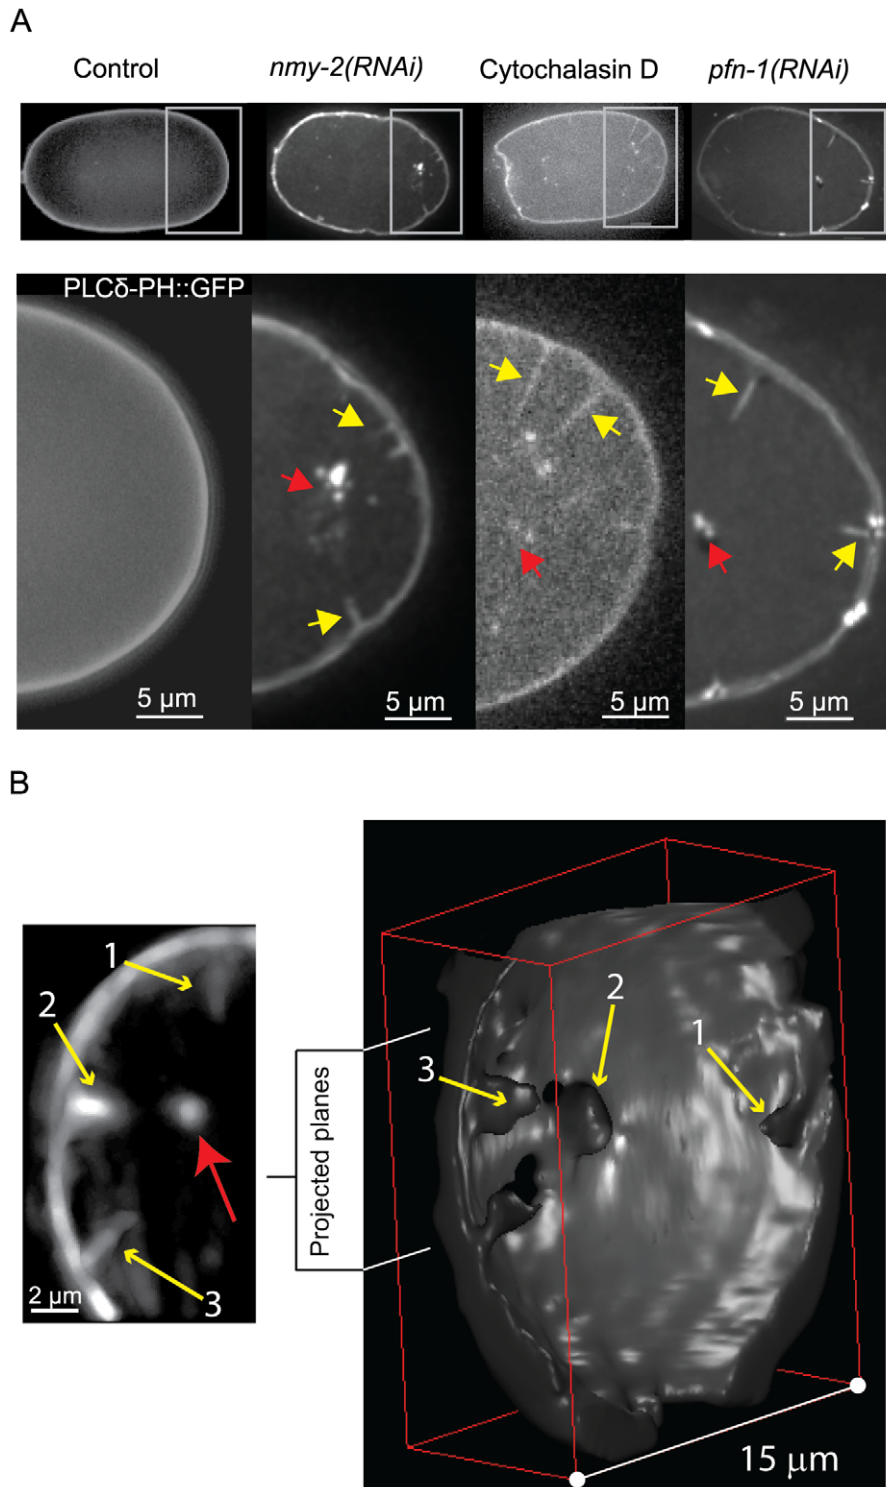 A
Control nmy-2(RNAi) Cytochalasin D pfn-1(RNAi)
PLCδ-PH::GFP
5 μm 5 μm 5 μm 5 μm
B
1
2
3
2 μm
Projected planes
2
1
3
15 μm